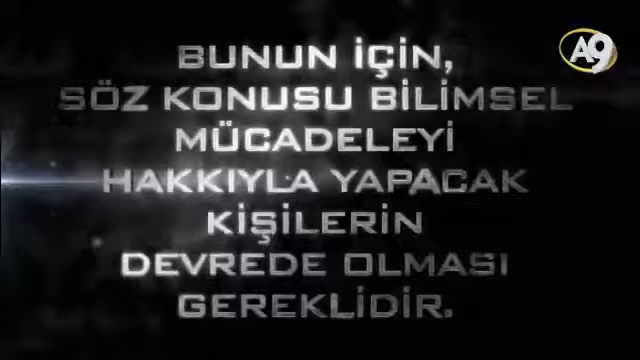 A9
BUNUN İÇİN,
SÖZ KONUSU BİLİMSEL
MÜCADELEYİ
HAKKIYLA YAPACAK
KİŞİLERİN
DEVREDE OLMASI
GEREKLİDİR.